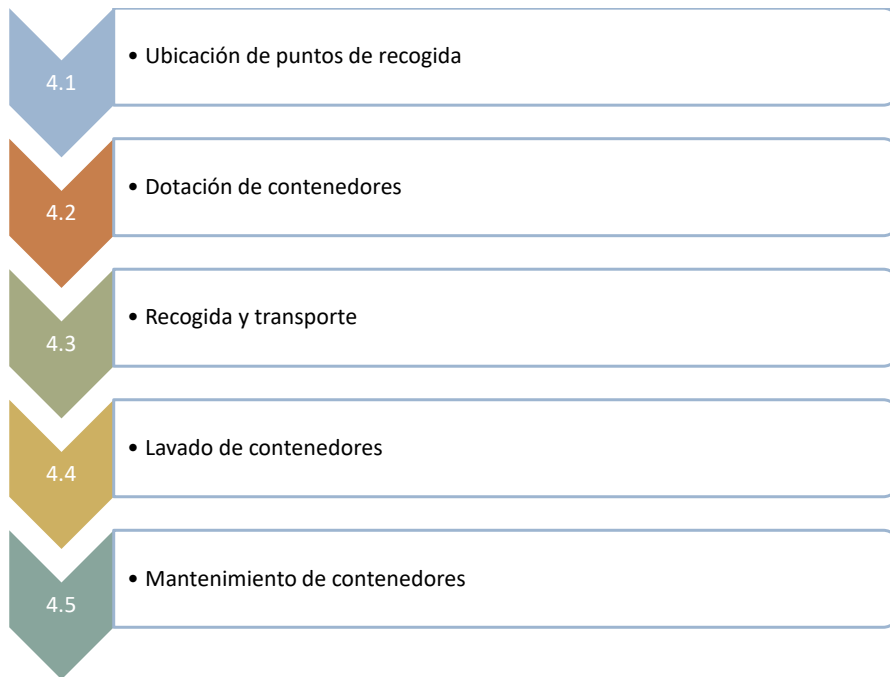 4.1
• Ubicación de puntos de recogida
4.2
• Dotación de contenedores
4.3
• Recogida y transporte
4.4
• Lavado de contenedores
4.5
• Mantenimiento de contenedores